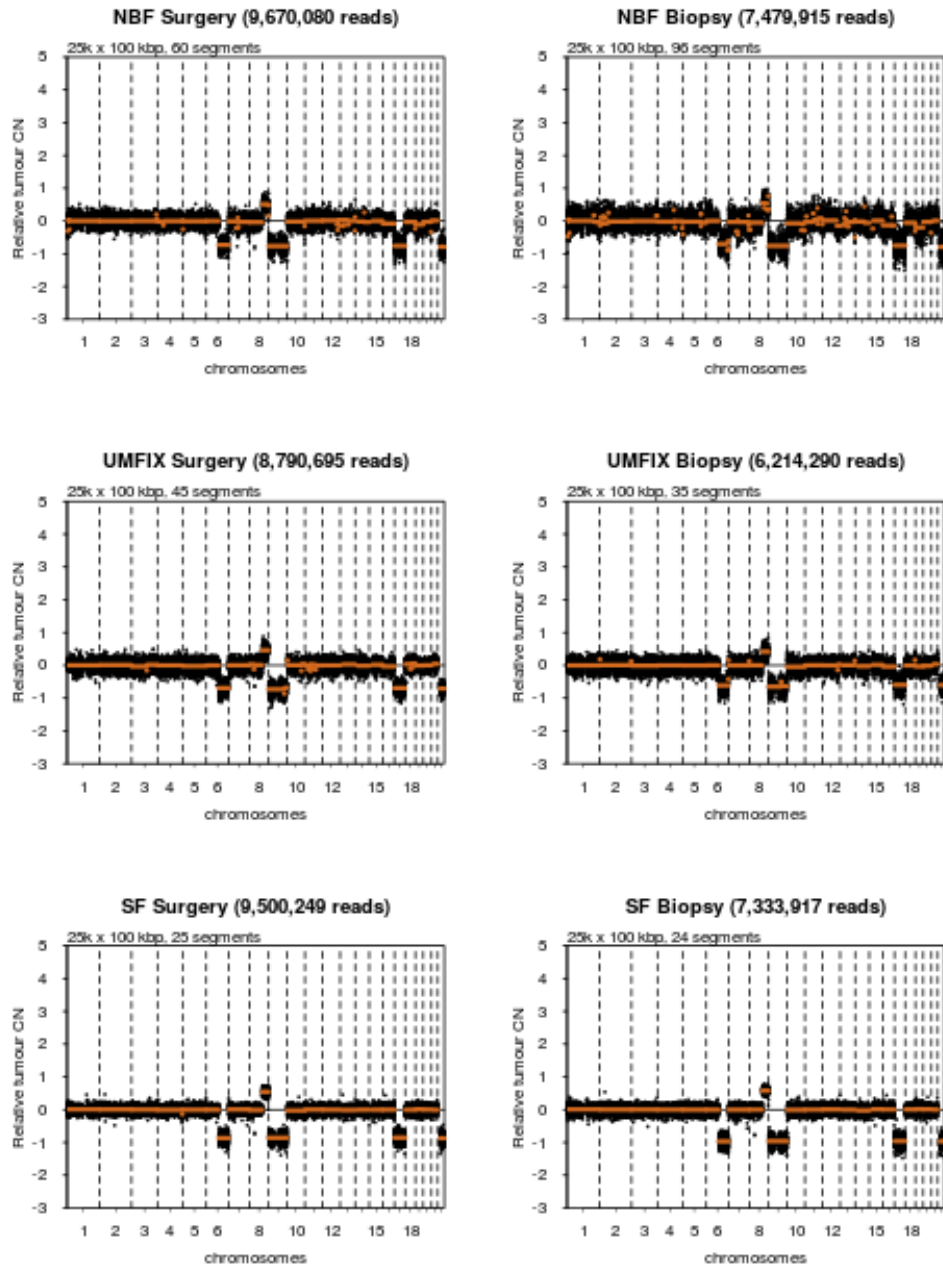 NBF Surgery (9,670,080 reads)
25k x 100 kbp, 60 segments
Relative tumour CN
5
4
3
2
1
0
-1
-2
-3
1 2 3 4 5 6 8 10 12 15 18
chromosomes
NBF Biopsy (7,479,915 reads)
25k x 100 kbp, 96 segments
Relative tumour CN
5
4
3
2
1
0
-1
-2
-3
1 2 3 4 5 6 8 10 12 15 18
chromosomes
UMFIX Surgery (8,790,695 reads)
25k x 100 kbp, 45 segments
Relative tumour CN
5
4
3
2
1
0
-1
-2
-3
1 2 3 4 5 6 8 10 12 15 18
chromosomes
UMFIX Biopsy (6,214,290 reads)
25k x 100 kbp, 35 segments
Relative tumour CN
5
4
3
2
1
0
-1
-2
-3
1 2 3 4 5 6 8 10 12 15 18
chromosomes
SF Surgery (9,500,249 reads)
25k x 100 kbp, 25 segments
Relative tumour CN
5
4
3
2
1
0
-1
-2
-3
1 2 3 4 5 6 8 10 12 15 18
chromosomes
SF Biopsy (7,333,917 reads)
25k x 100 kbp, 24 segments
Relative tumour CN
5
4
3
2
1
0
-1
-2
-3
1 2 3 4 5 6 8 10 12 15 18
chromosomes